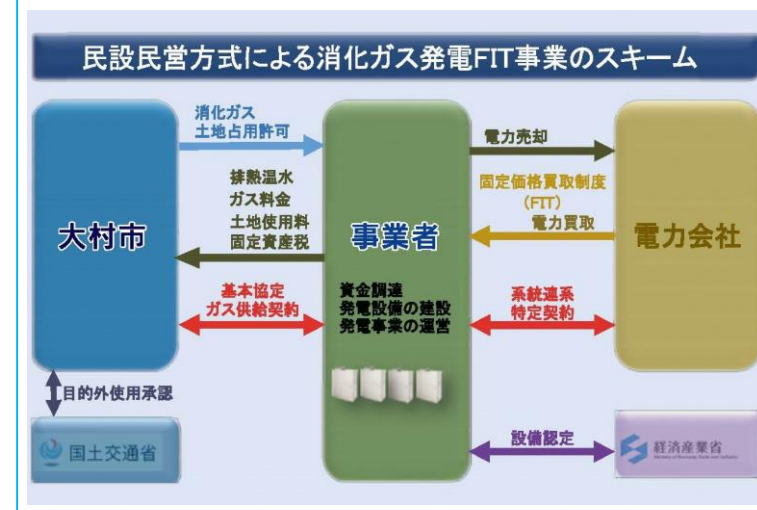 民設民営方式による消化ガス発電FIT事業のスキーム
消化ガス
土地占用許可
電力売却
排熱温水
ガス料金
土地使用料
固定資産税
固定価格買取制度
(FIT)
電力買取
大村市
事業者
電力会社
基本協定
ガス供給契約
資金調達
発電設備の建設
発電事業の運営
系統連系
特定契約
目的外使用承認
国土交通省
設備認定
経済産業省
Ministry of Economy, Trade and Industry